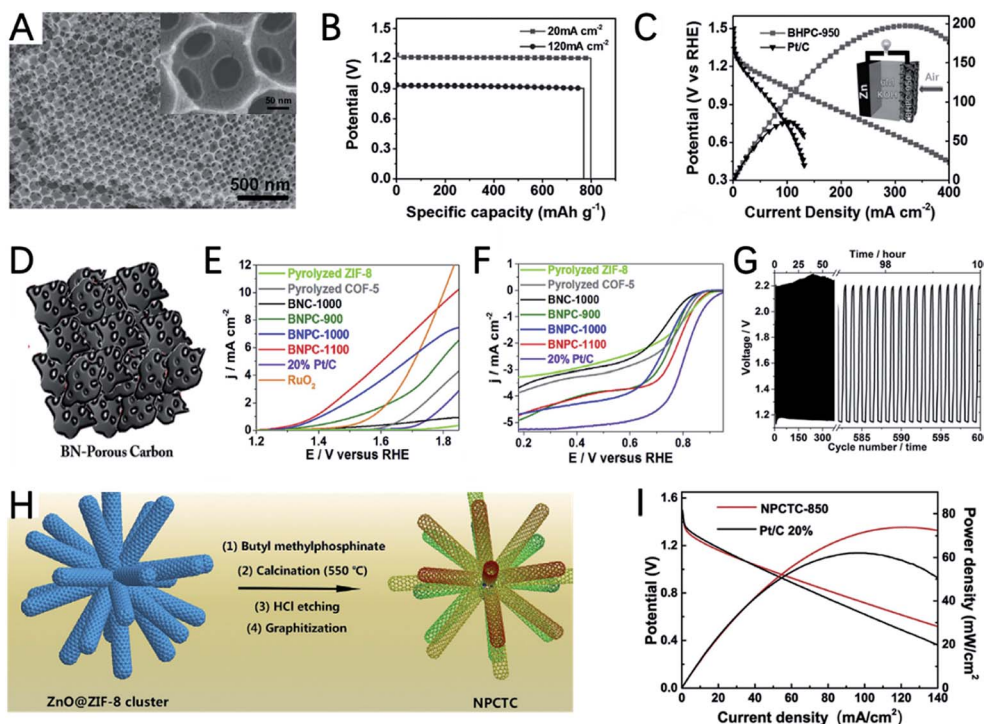 A
50 nm
500 nm
B
Potential (V)
1.5
1.2
0.9
0.6
0.3
20mA cm-2
120mA cm-2
0 200 400 600 800
Specific capacity (mAh g-1)
C
Potential (V vs RHE)
1.5
1.2
0.9
0.6
0.3
BHPC-950
Pt/C
Zn
Air
200
150
100
50
0
0 100 200 300 400
Current Density (mA cm-2)
D
BN-Porous Carbon
E
j / mA cm-2
12
10
8
6
4
2
0
Pyrolyzed ZIF-8
Pyrolyzed COF-5
BNC-1000
BNPC-900
BNPC-1000
BNPC-1100
20% Pt/C
RuO2
1.2 1.4 1.6 1.8
E / V versus RHE
F
j / mA cm-2
0
-1
-2
-3
-4
-5
Pyrolyzed ZIF-8
Pyrolyzed COF-5
BNC-1000
BNPC-900
BNPC-1000
BNPC-1100
20% Pt/C
0.2 0.4 0.6 0.8
E / V versus RHE
G
Time / hour
0 20 40 60 98 100
Voltage / V
2.4
2.1
1.8
1.5
1.2
0 150 300 585 590 595 600
Cycle number / time
H
(1) Butyl methylphosphinate
(2) Calcination (550 °C)
(3) HCl etching
(4) Graphitization
ZnO@ZIF-8 cluster
NPCTC
I
Potential (V)
1.6
1.2
0.8
0.4
0.0
NPCTC-850
Pt/C 20%
80
60
40
20
0
Power density (mW/cm2
0 20 40 60 80 100 120 140
Current density (mA/cm2)